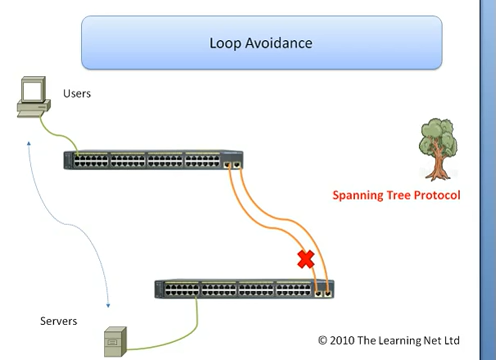 Loop Avoidance
Users
Spanning Tree Protocol
Servers
© 2010 The Learning Net Ltd